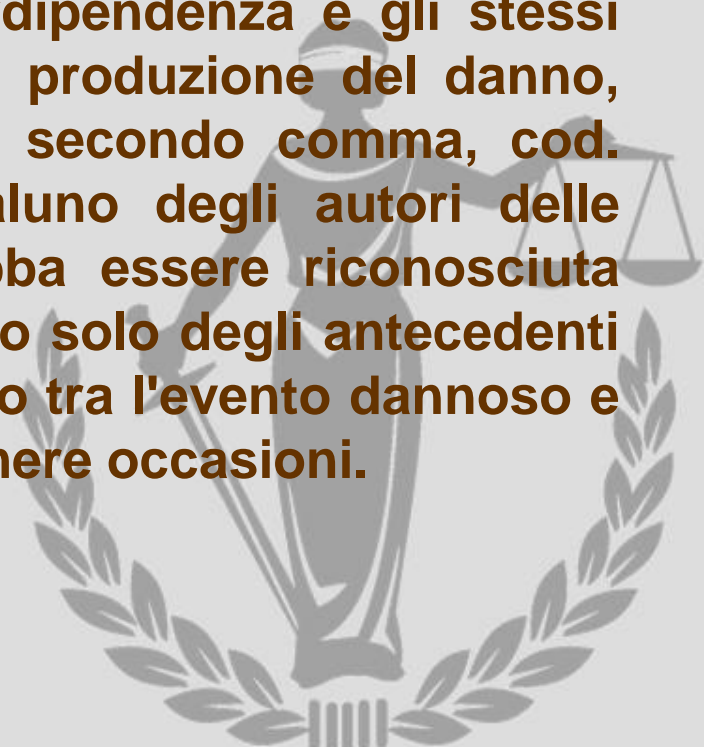 dipendenza e gli stessi
produzione del danno,
secondo comma, cod.
aluno degli autori delle
ba essere riconosciuta
o solo degli antecedenti
o tra l'evento dannoso e
nere occasioni.